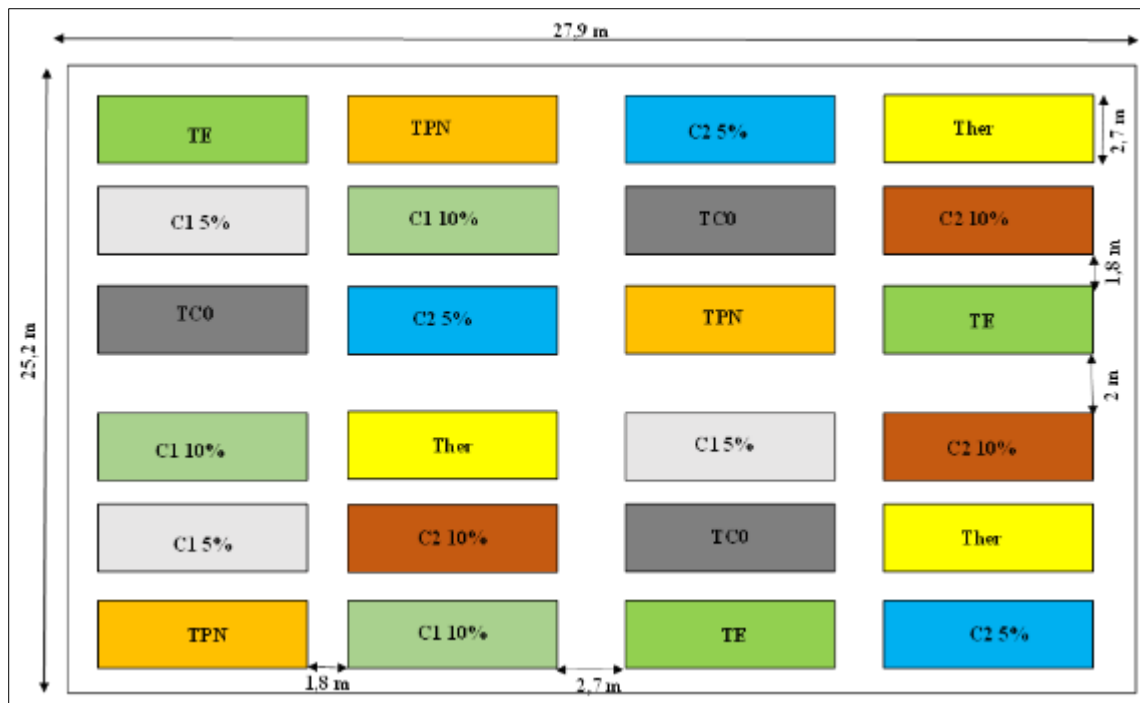 27,9 m
TE
TPN
C2 5%
Ther
2,7 m
C1 5%
C1 10%
TC0
C2 10%
1,8 m
TC0
C2 5%
TPN
TE
25,2 m
2 m
C1 10%
Ther
C1 5%
C2 10%
C1 5%
C2 10%
TC0
Ther
TPN
C1 10%
TE
C2 5%
1,8 m
2,7 m